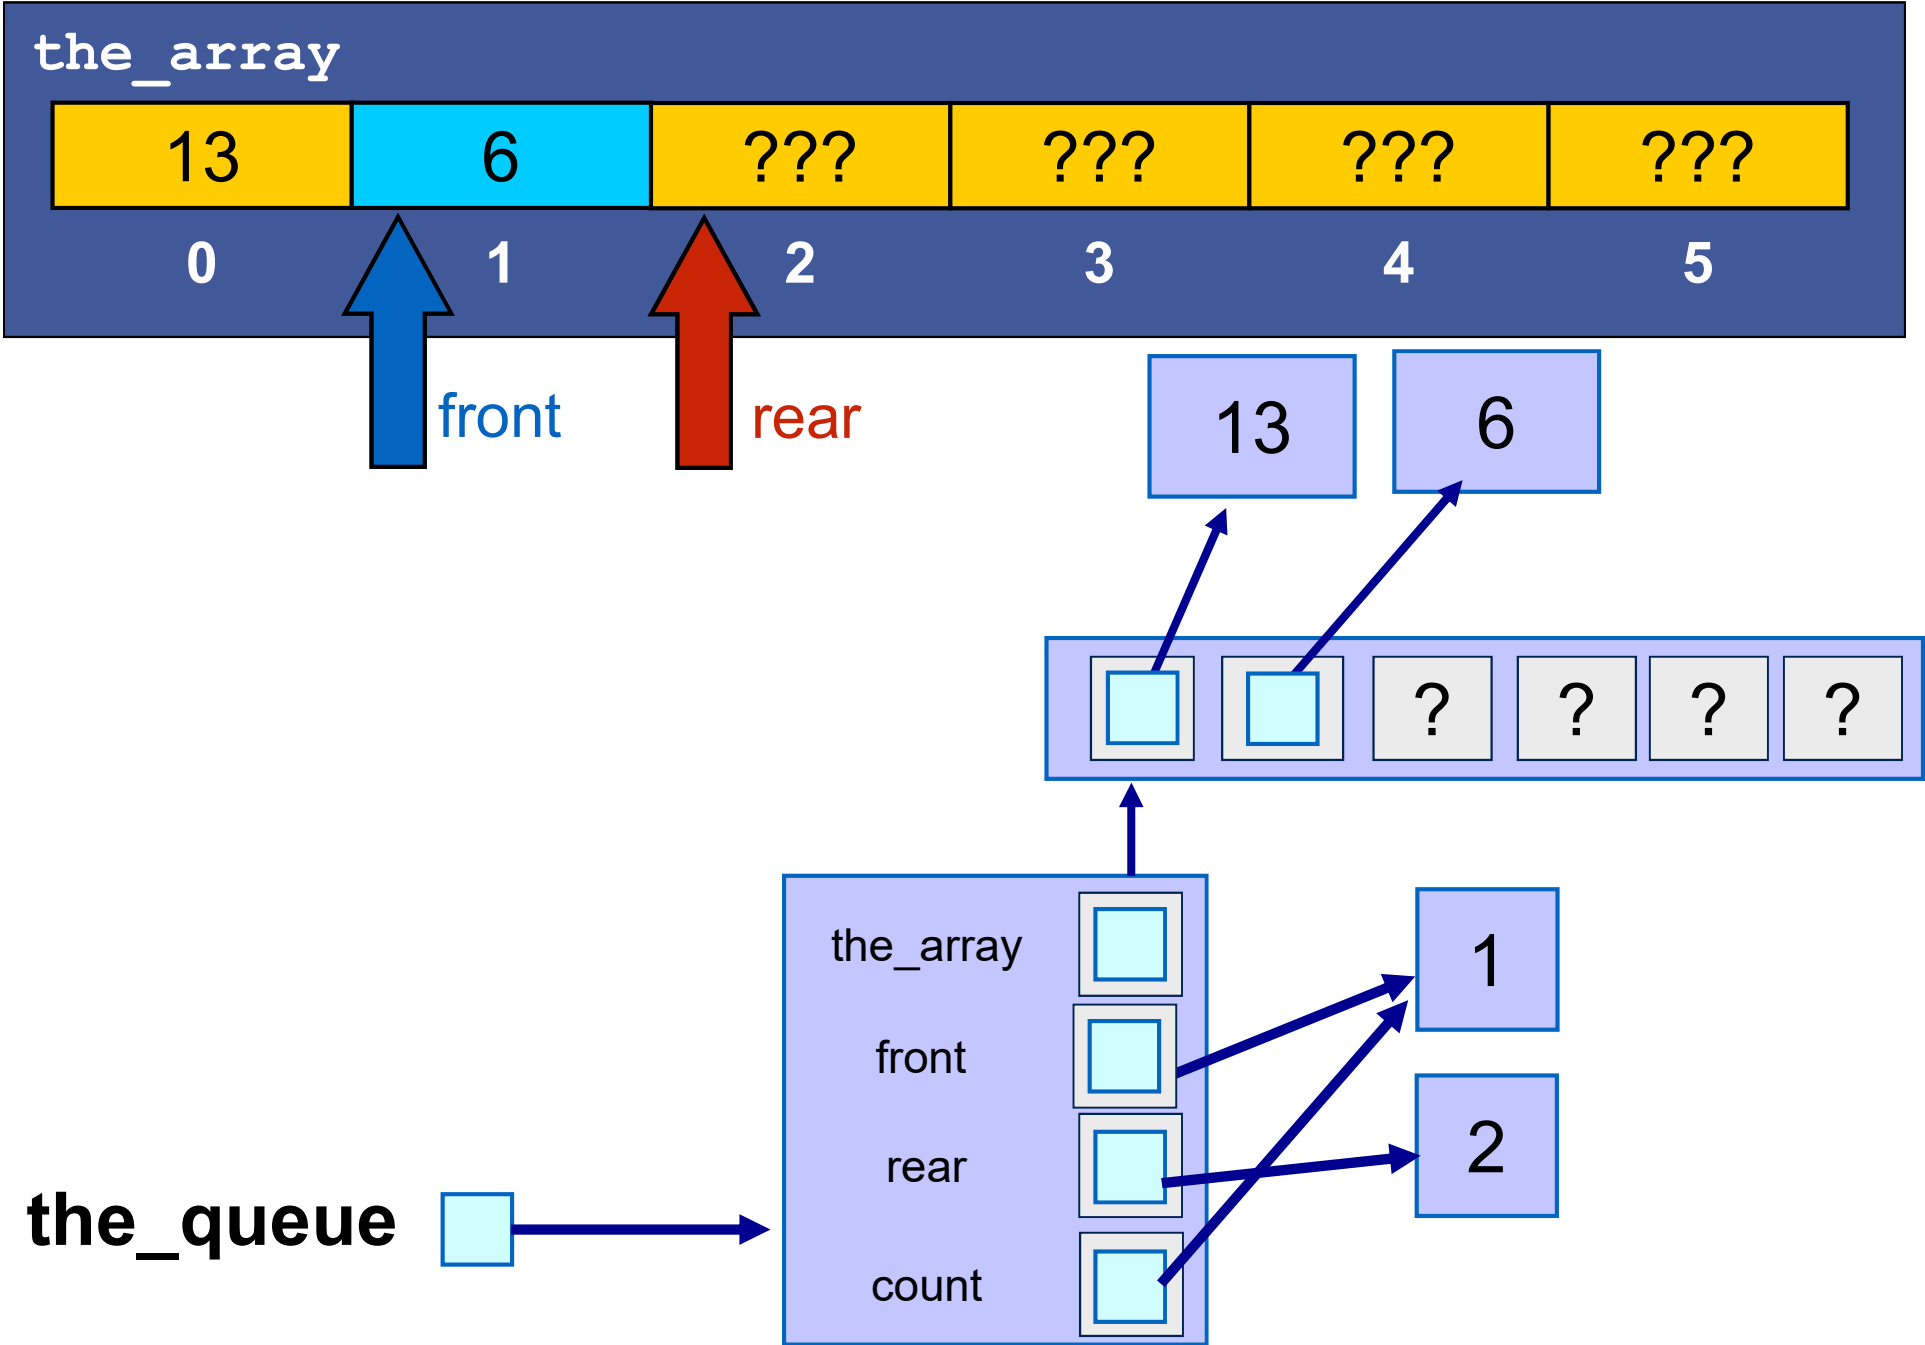 the_array
13 6 ??? ??? ??? ???
0 1 2 3 4 5
front rear
13 6
? ? ? ?
the_array
1
front
rear
2
the_queue
count